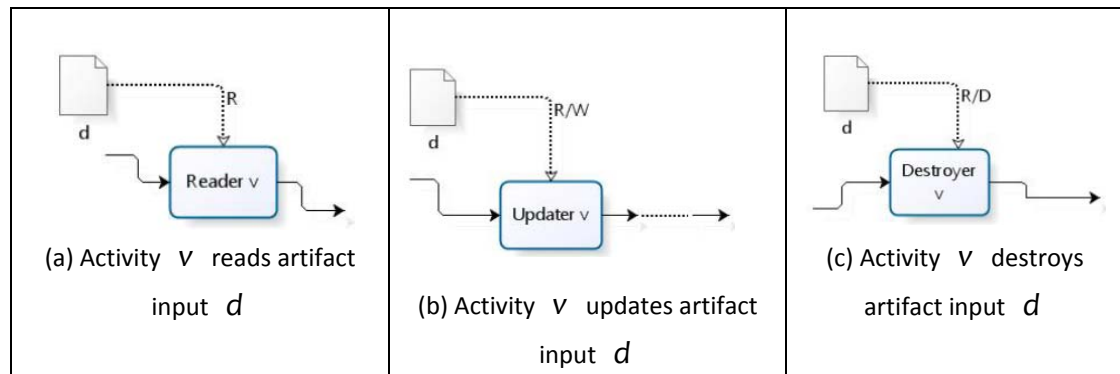 R
d
Reader v
(a) Activity v reads artifact
input d
R/W
d
Updater v
(b) Activity v updates artifact
input d
R/D
d
Destroyer
v
(c) Activity v destroys
artifact input d